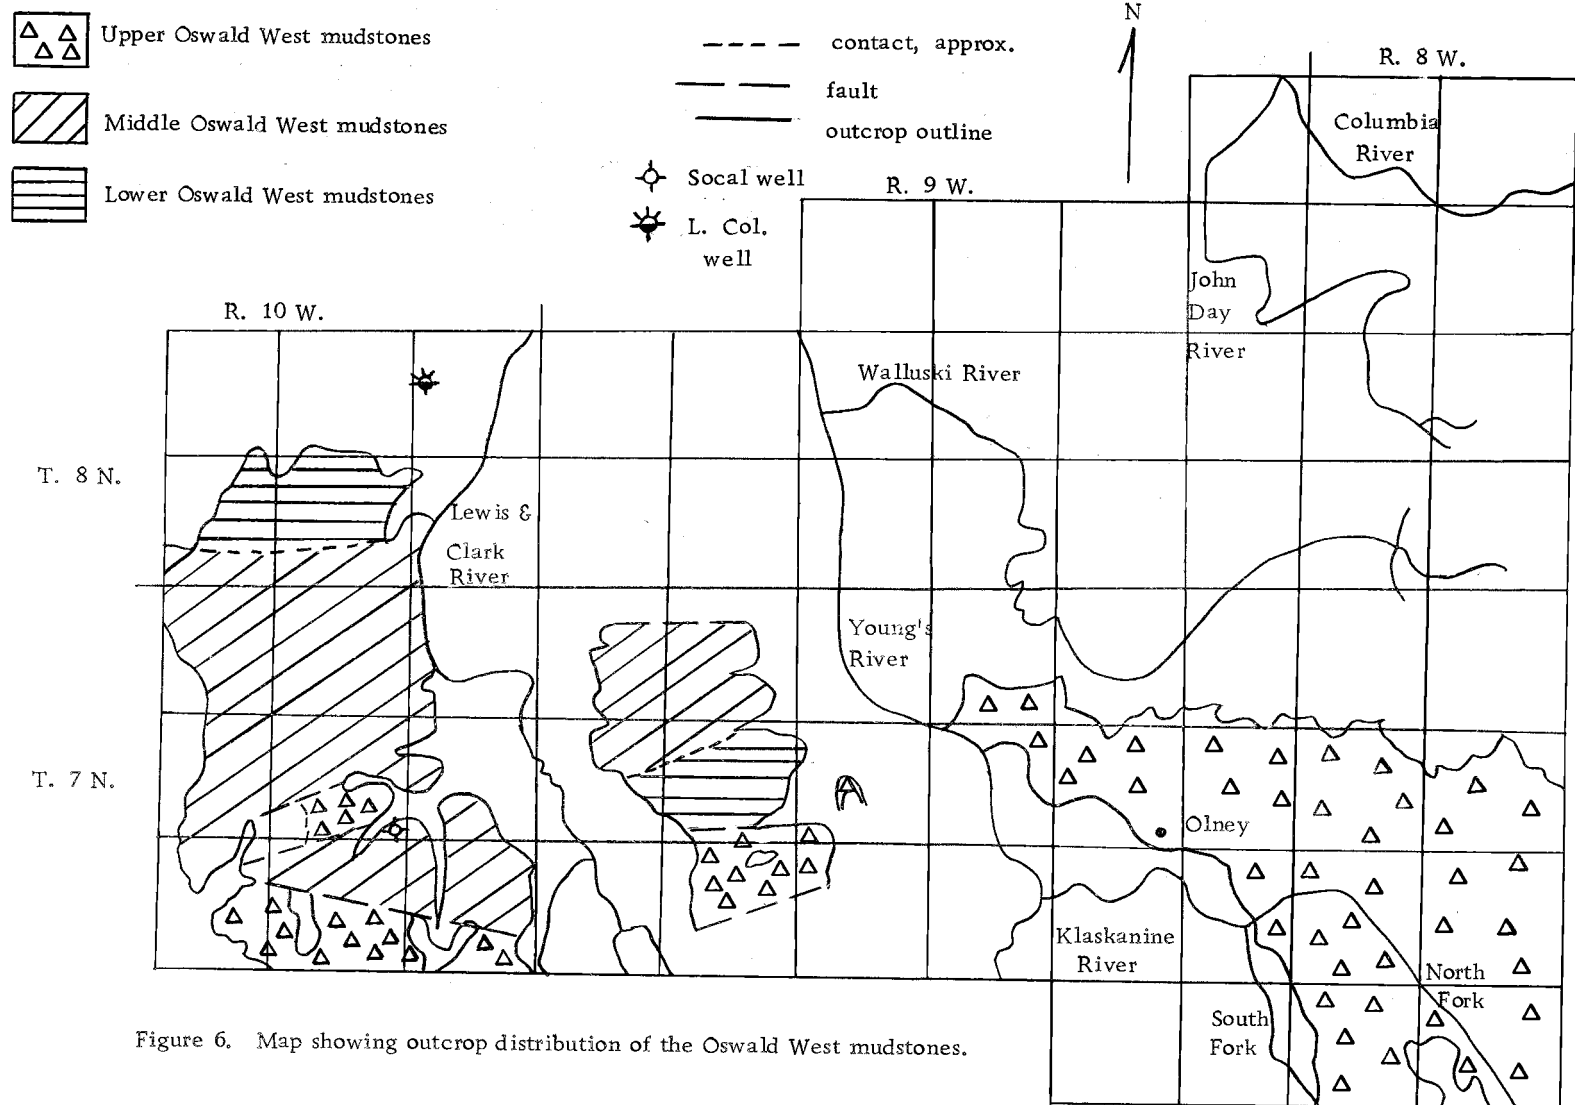 Upper Oswald West mudstones
Middle Oswald West mudstones
Lower Oswald West mudstones
contact, approx.
fault
outcrop outline
Socal well
L. Col.
well
N
R. 8 W.
R. 9 W.
R. 10 W.
Columbia
River
John
Day
River
Walluski River
T. 8 N.
Lewis &
Clark
River
Young's
River
T. 7 N.
Olney
Klaskanine
River
North
Fork
South
Fork
Figure 6. Map showing outcrop distribution of the Oswald West mudstones.